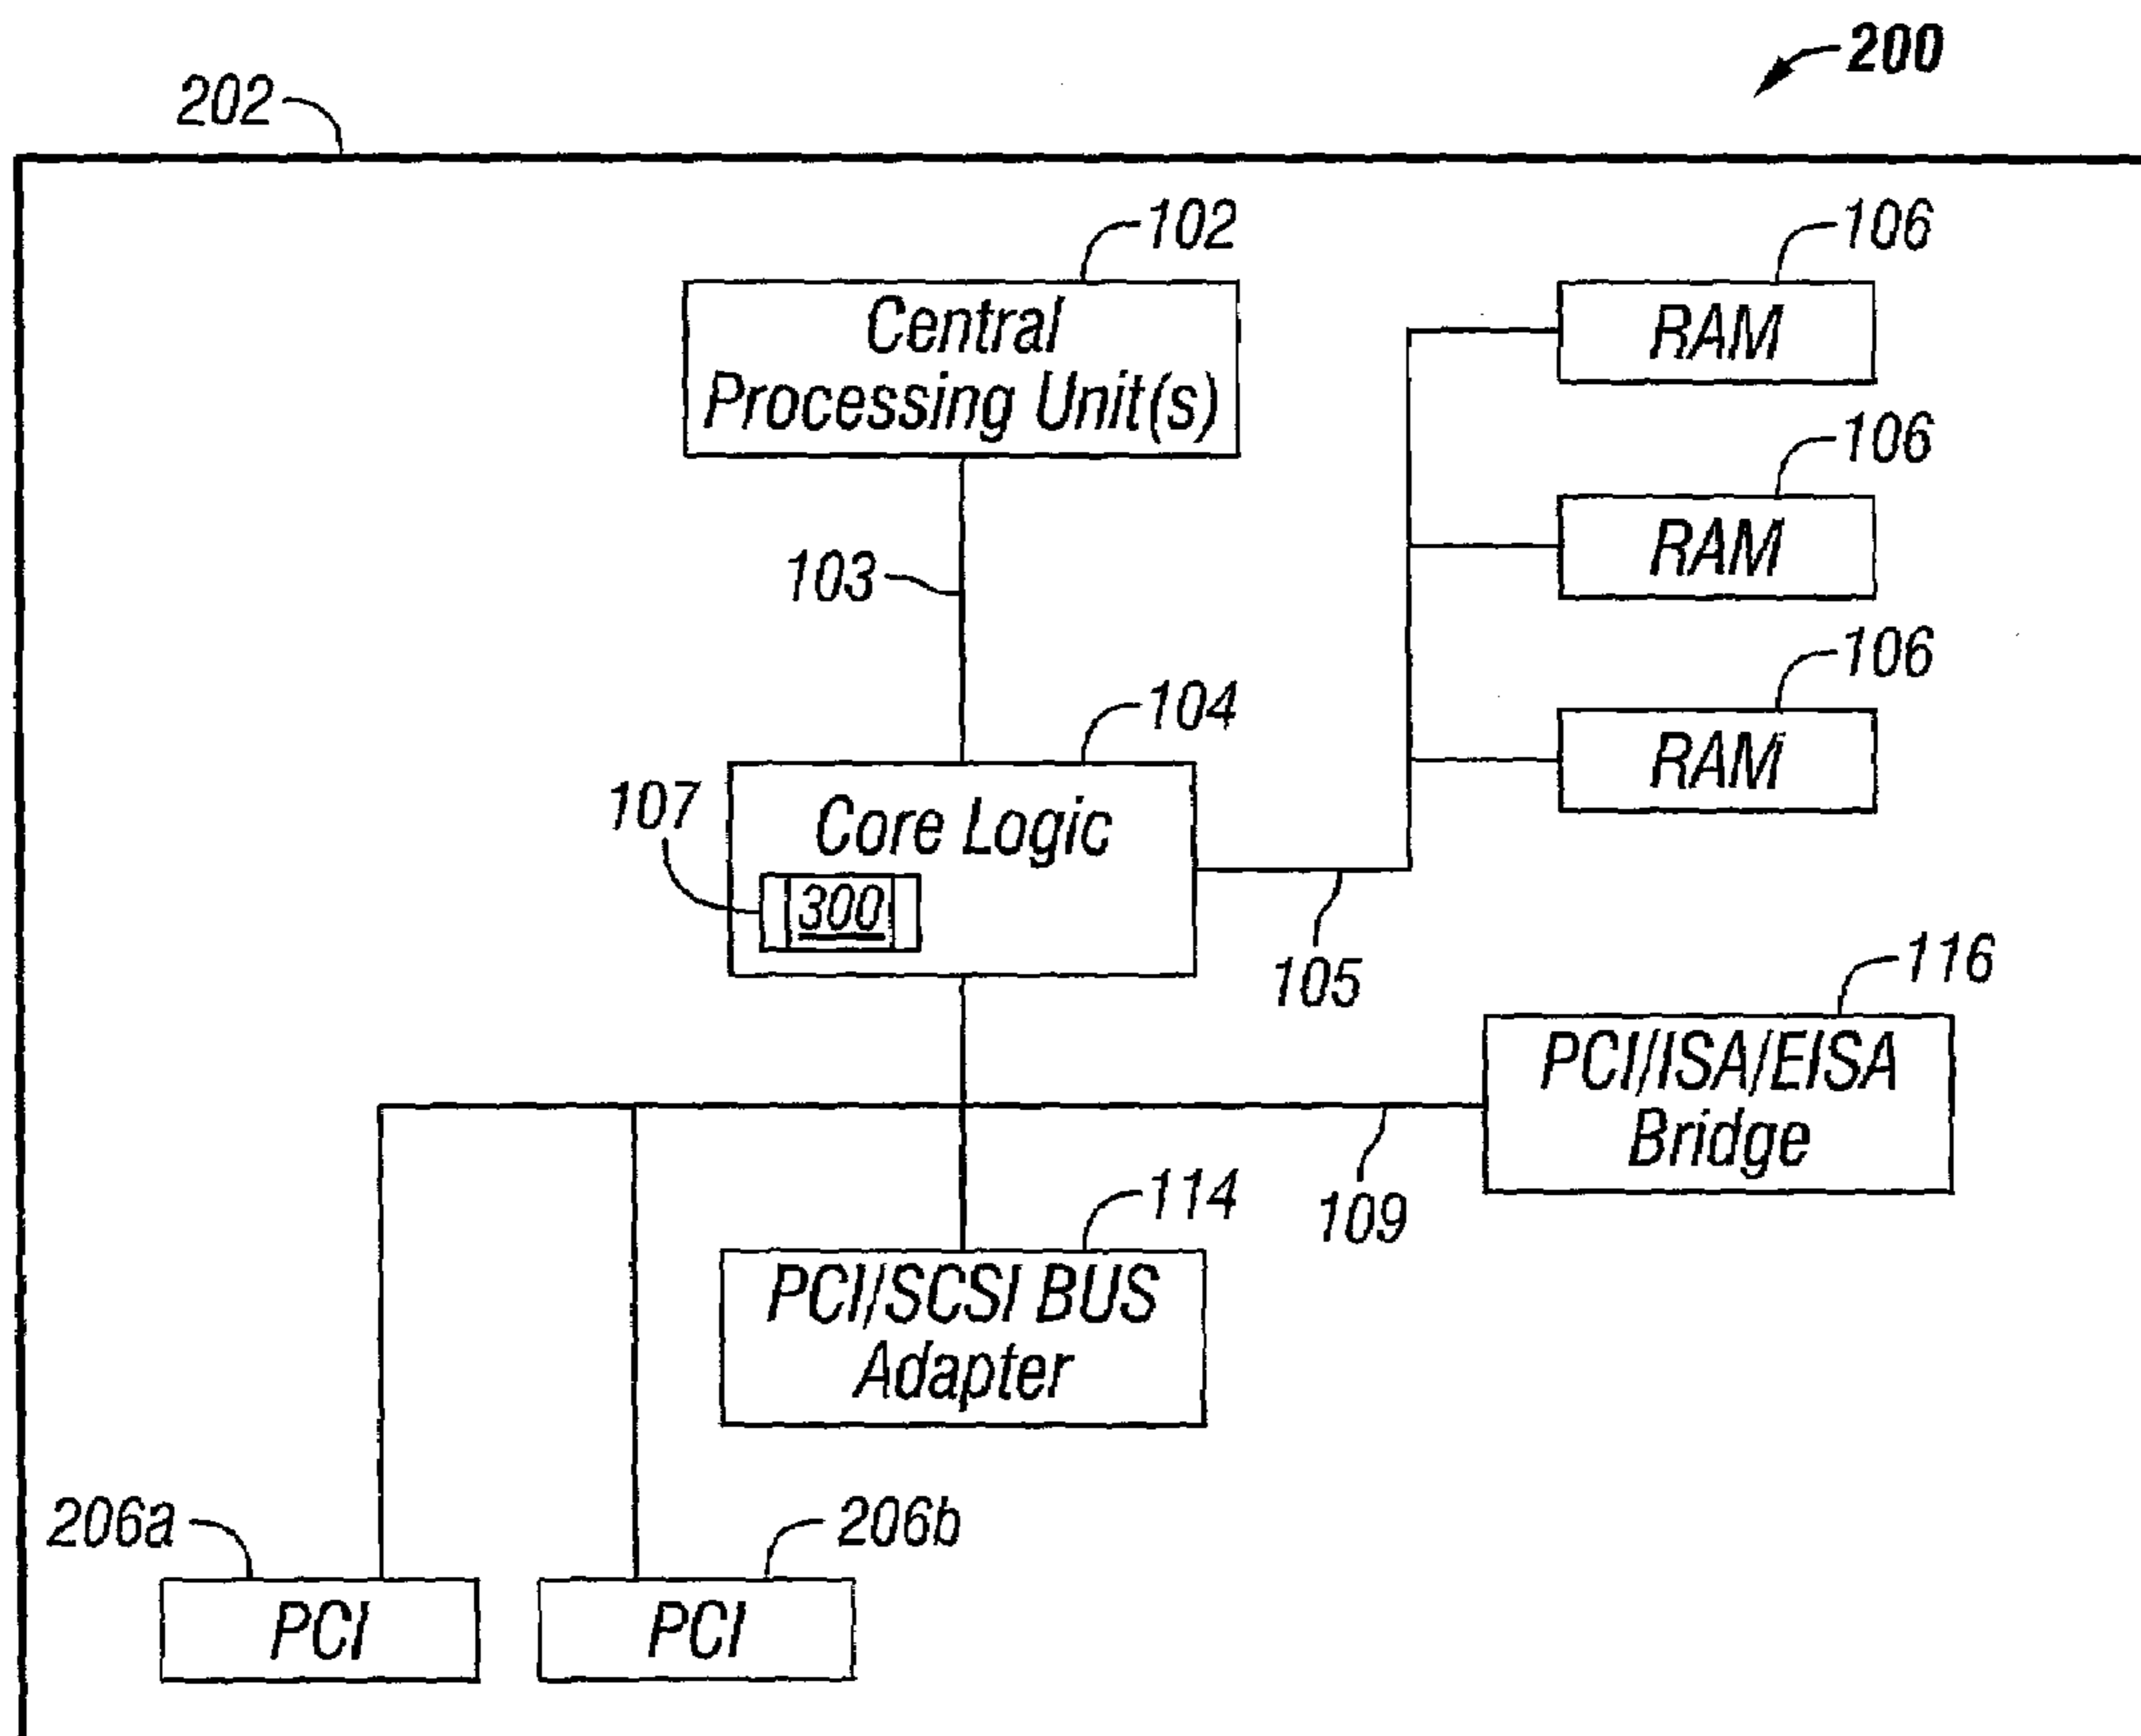 200
202
102
106
Central
Processing Unit(s)
RAM
106
RAM
103
106
104
RAM
107
Core Logic
300
105
116
PCI/ISA/EISA
Bridge
109
114
PCI/SCSI BUS
Adapter
206a
206b
PCI
PCI